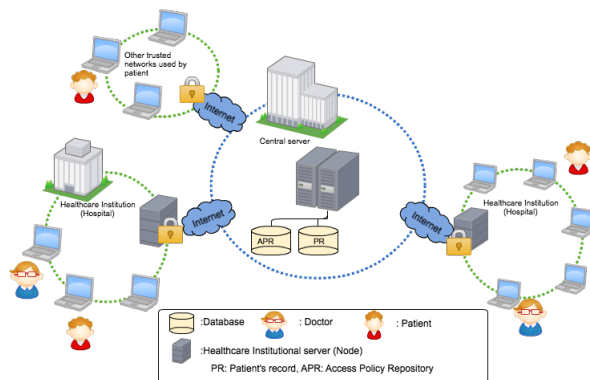 Other trusted
networks used by
patient
Internet
Central server
Healthcare Institution
(Hospital)
Internet
APR
PR
Internet
Healthcare Institution
(Hospital)
:Database
: Doctor
: Patient
:Healthcare Institutional server (Node)
PR: Patient's record, APR: Access Policy Repository